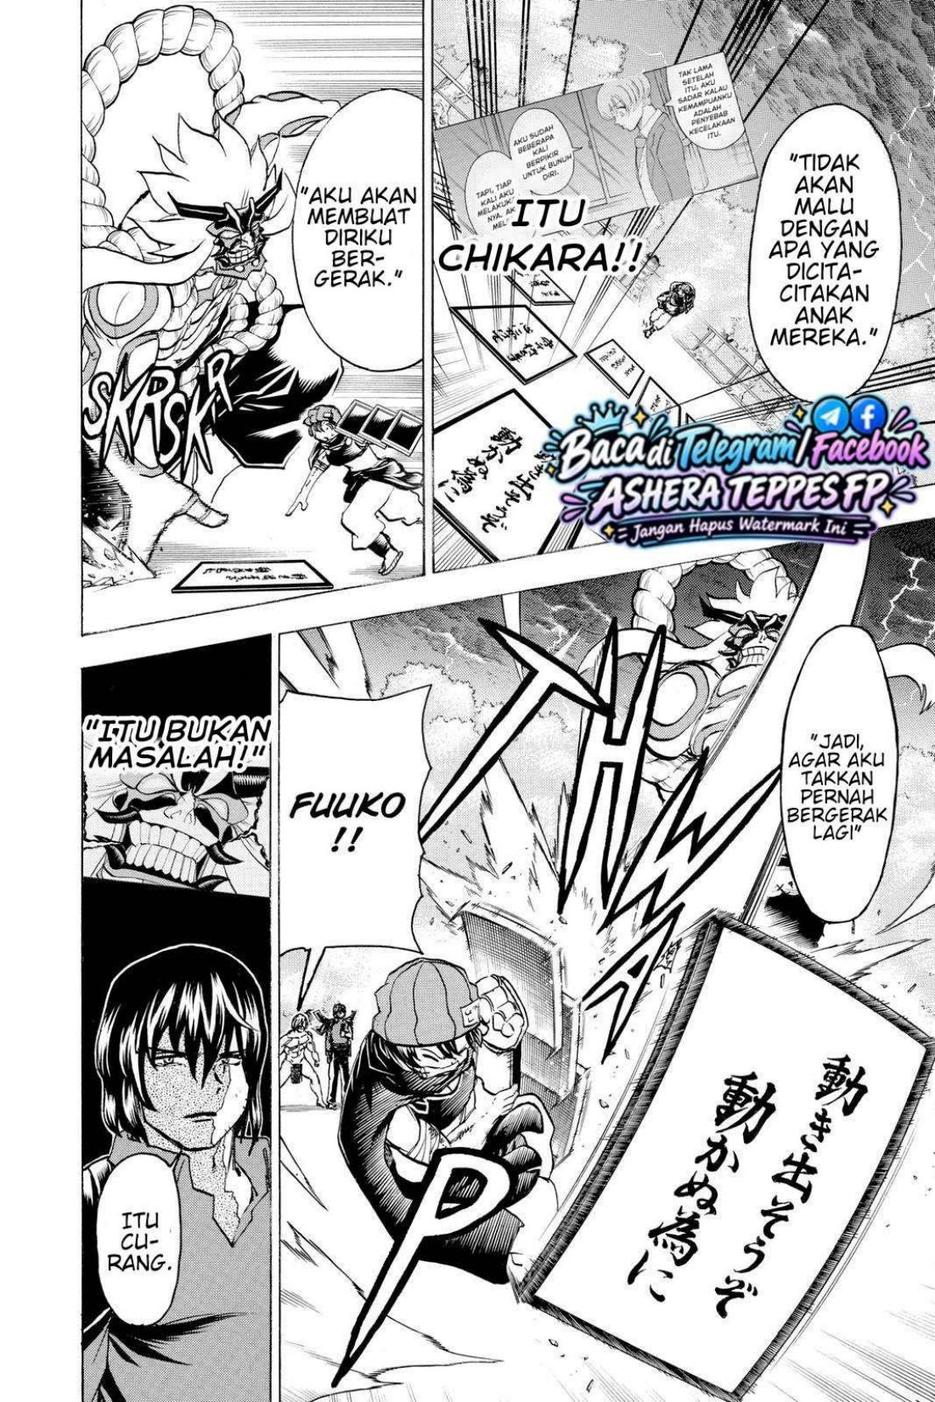 "TIDAK
AKAN
MALU
DENGAN
APA YANG
DICITA-
CITAKAN
ANAK
MEREKA."
TAK LAMA
SETELAH
ITU, AKU
SADAR KALAU
KEMAMPUANKU
ADALAH
PENYEBAB
KECELAKAAN
ITU.
AKU SUDAH
BEBERAPA
KALI
BERPIKIR
UNTUK BUNUH
DIRI.
TAPI, TIAP
KALI AKU
ITU
CHIKARA!!
"AKU AKAN
MEMBUAT
DIRIKU
BER-
GERAK."
SKRSKR
Baca di Telegram/Facebook
ASHERA TEPPES FP
Jangan Hapus Watermark Ini
"JADI,
AGAR AKU
TAKKAN
PERNAH
BERGERAK
LAGI"
THWWAP
FUUKO
!!
動き出そうぞ
動かぬ為に
"ITU BUKAN
MASALAH!"
ITU
CU-
RANG.